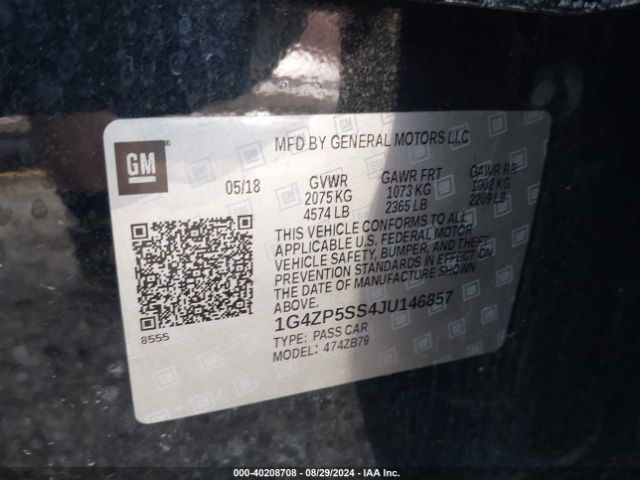 GM
MFD BY GENERAL MOTORS LLC
05/18
GVWR GAWR FRT GAWR RR
2075 KG 1073 KG 1002 KG
4574 LB 2365 LB 2209 LB
THIS VEHICLE CONFORMS TO ALL
APPLICABLE U.S. FEDERAL MOTOR
VEHICLE SAFETY, BUMPER, AND THEFT
PREVENTION STANDARDS IN EFFECT ON
THE DATE OF MANUFACTURE SHOWN
ABOVE.
1G4ZP5SS4JU146857
TYPE: PASS CAR
MODEL: 474ZB79
8555
000-40208708 - 08/29/2024 - IAA Inc.